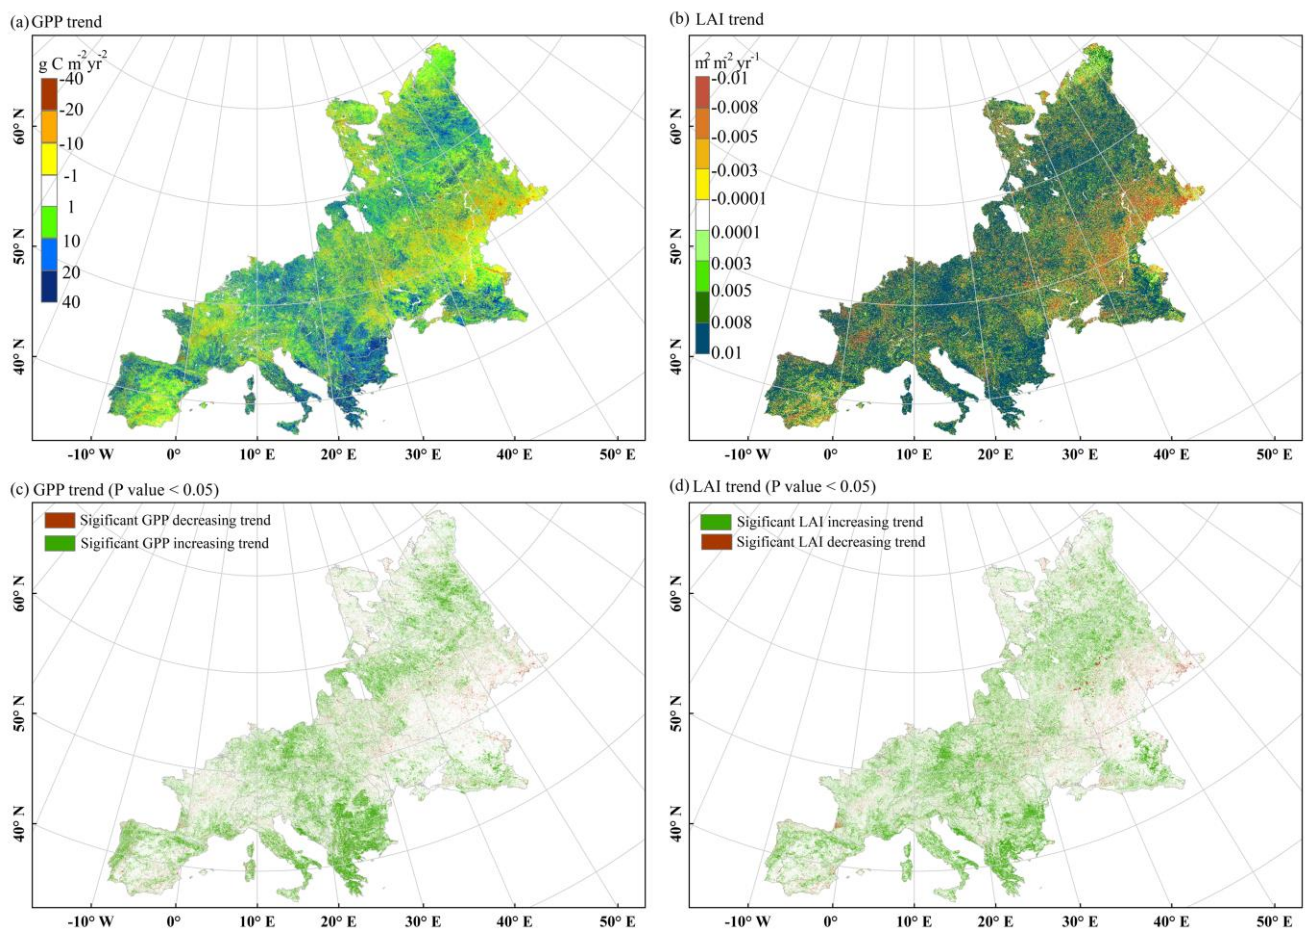 (a) GPP trend
g C m⁻²yr⁻²
-40
-20
-10
-1
1
10
20
40
60° N
50° N
40° N
-10° W 0° 10° E 20° E 30° E 40° E 50° E
(b) LAI trend
m² m⁻² yr⁻¹
-0.01
-0.008
-0.005
-0.003
-0.0001
0.0001
0.003
0.005
0.008
0.01
60° N
50° N
40° N
-10° W 0° 10° E 20° E 30° E 40° E 50° E
(c) GPP trend (P value < 0.05)
Sigificant GPP decreasing trend
Sigificant GPP increasing trend
60° N
50° N
40° N
-10° W 0° 10° E 20° E 30° E 40° E 50° E
(d) LAI trend (P value < 0.05)
Sigificant LAI increasing trend
Sigificant LAI decreasing trend
60° N
50° N
40° N
-10° W 0° 10° E 20° E 30° E 40° E 50° E